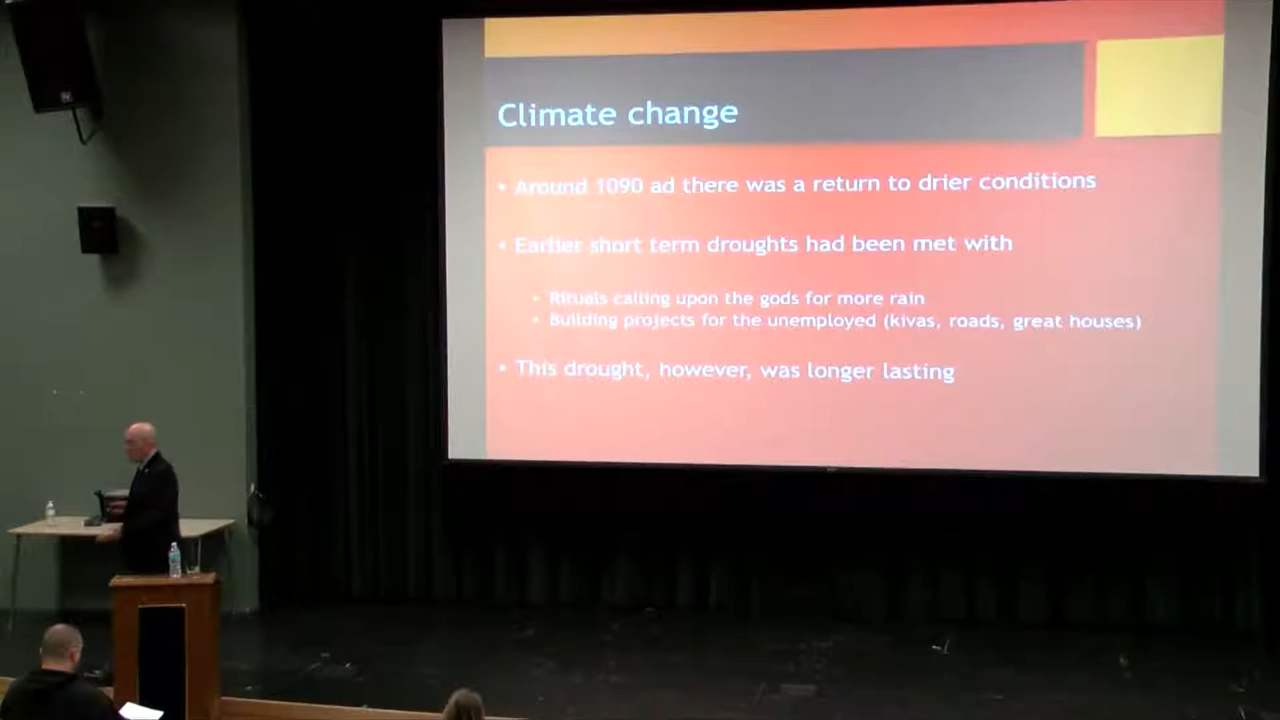 Climate change
• Around 1090 ad there was a return to drier conditions
• Earlier short term droughts had been met with
• Rituals calling upon the gods for more rain
• Building projects for the unemployed (kivas, roads, great houses)
• This drought, however, was longer lasting